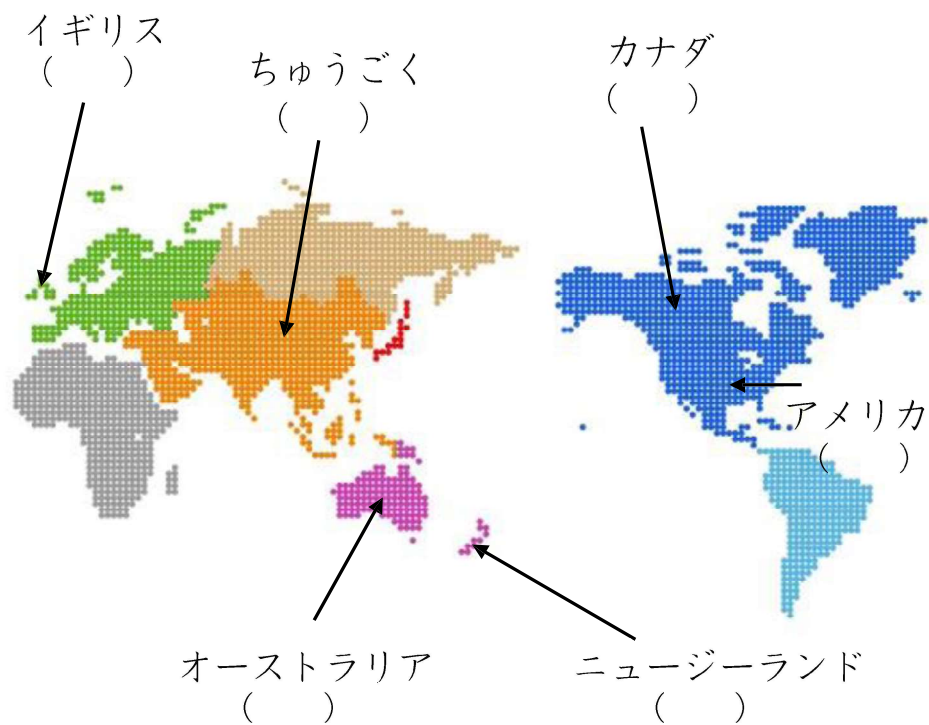 イギリス
(　　)
ちゅうごく
(　　)
カナダ
(　　)
アメリカ
(　　)
オーストラリア
(　　)
ニュージーランド
(　　)